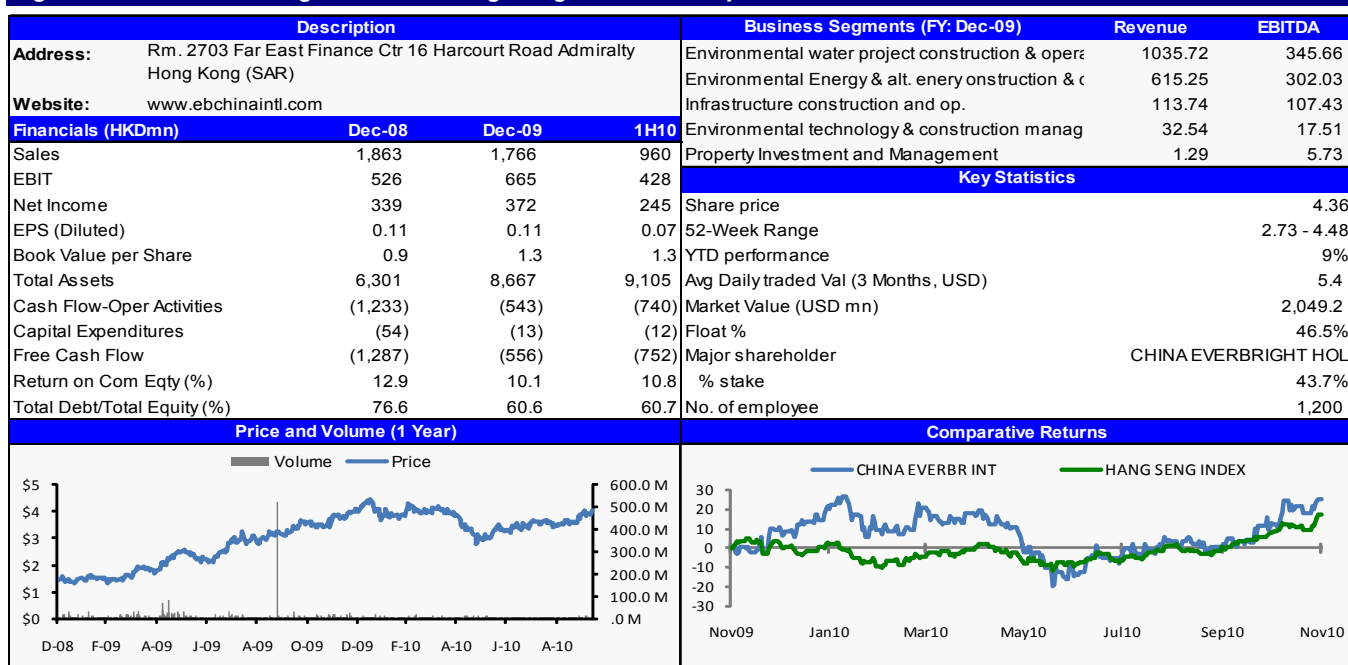 Description
Address: Rm. 2703 Far East Finance Ctr 16 Harcourt Road Admiralty
Hong Kong (SAR)
Website: www.ebchinaintl.com
Financials (HKDmn) Dec-08 Dec-09 1H10
Sales 1,863 1,766 960
EBIT 526 665 428
Net Income 339 372 245
EPS (Diluted) 0.11 0.11 0.07
Book Value per Share 0.9 1.3 1.3
Total Assets 6,301 8,667 9,105
Cash Flow-Oper Activities (1,233) (543) (740)
Capital Expenditures (54) (13) (12)
Free Cash Flow (1,287) (556) (752)
Return on Com Eqty (%) 12.9 10.1 10.8
Total Debt/Total Equity (%) 76.6 60.6 60.7
Business Segments (FY: Dec-09) Revenue EBITDA
Environmental water project construction & opera 1035.72 345.66
Environmental Energy & alt. enery onstruction & c 615.25 302.03
Infrastructure construction and op. 113.74 107.43
Environmental technology & construction manag 32.54 17.51
Property Investment and Management 1.29 5.73
Key Statistics
Share price 4.36
52-Week Range 2.73 - 4.48
YTD performance 9%
Avg Daily traded Val (3 Months, USD) 5.4
Market Value (USD mn) 2,049.2
Float % 46.5%
Major shareholder CHINA EVERBRIGHT HOL
% stake 43.7%
No. of employee 1,200
Price and Volume (1 Year)
Volume Price
$5 600.0 M
$4 500.0 M
400.0 M
$3 300.0 M
$2 200.0 M
$1 100.0 M
$0 .0 M
D-08 F-09 A-09 J-09 A-09 O-09 D-09 F-10 A-10 J-10 A-10
Comparative Returns
CHINA EVERBR INT HANG SENG INDEX
30
20
10
0
-10
-20
-30
Nov09 Jan10 Mar10 May10 Jul10 Sep10 Nov10